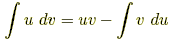 ∫ u dv = uv − ∫ v du